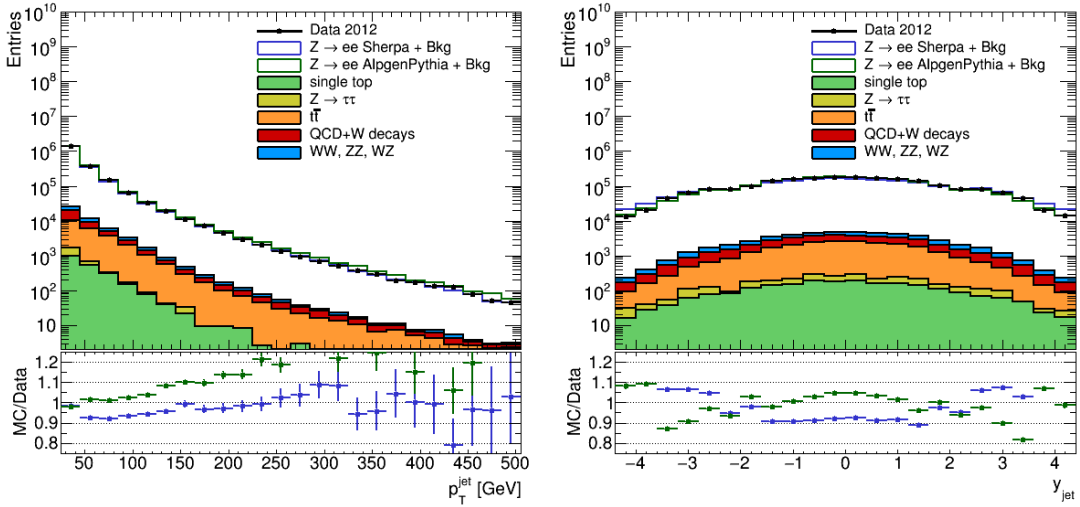 Entries
10^10
10^9
10^8
10^7
10^6
10^5
10^4
10^3
10^2
10
Data 2012
Z → ee Sherpa + Bkg
Z → ee AlpgenPythia + Bkg
single top
Z → ττ
tt̅
QCD+W decays
WW, ZZ, WZ
MC/Data
1.2
1.1
1
0.9
0.8
50 100 150 200 250 300 350 400 450 500
p_T^jet [GeV]
Entries
10^10
10^9
10^8
10^7
10^6
10^5
10^4
10^3
10^2
10
Data 2012
Z → ee Sherpa + Bkg
Z → ee AlpgenPythia + Bkg
single top
Z → ττ
tt̅
QCD+W decays
WW, ZZ, WZ
MC/Data
1.2
1.1
1
0.9
0.8
−4 −3 −2 −1 0 1 2 3 4
y_jet